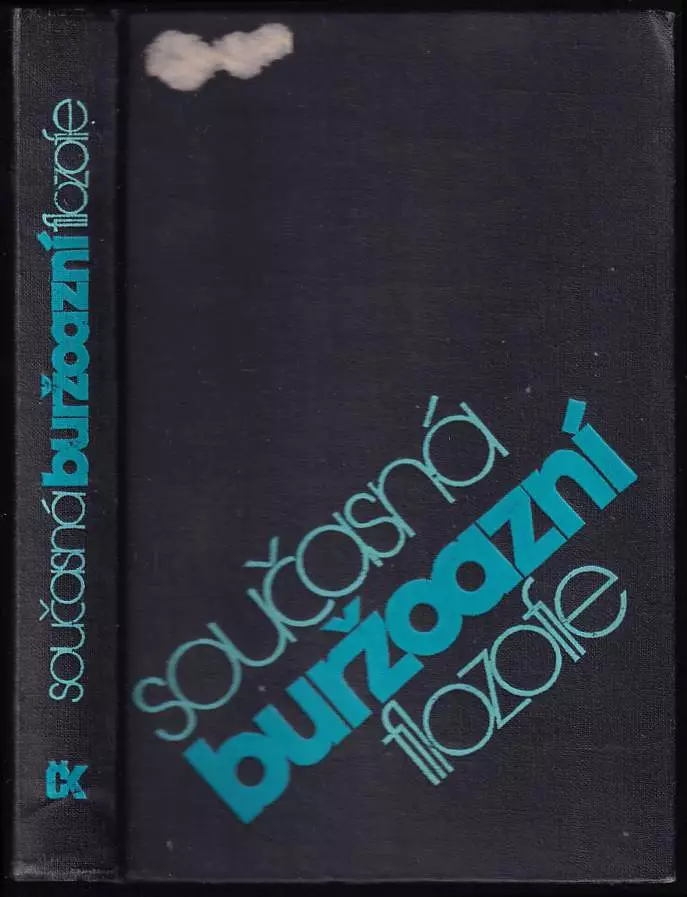 současná buržoazní filozofie
ČK
současná
buržoazní
filozofie